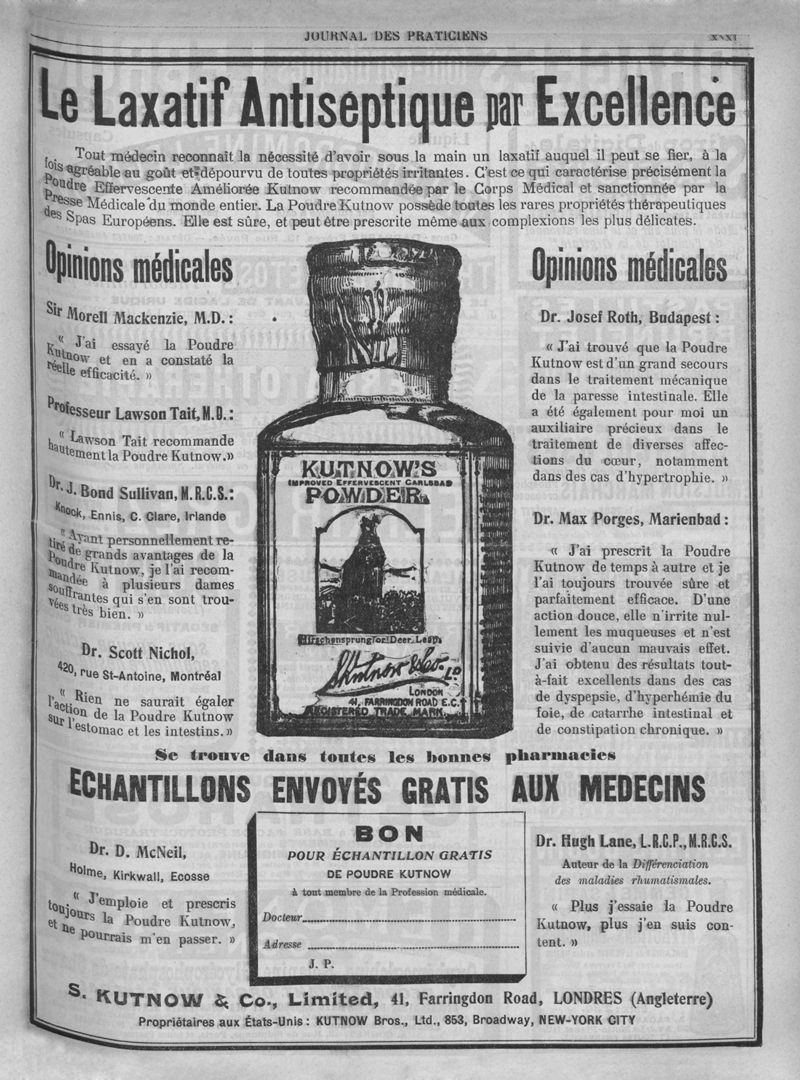 JOURNAL DES PRATICIENS
XXXI
Le Laxatif Antiseptique par Excellence
Tout médecin reconnaît la nécessité d'avoir sous la main un laxatif auquel il peut se fier, à la
fois agréable au goût et dépourvu de toutes propriétés irritantes. C'est ce qui caractérise précisément la
Poudre Effervescente Améliorée Kutnow recommandée par le Corps Médical et sanctionnée par la
Presse Médicale du monde entier. La Poudre Kutnow possède toutes les rares propriétés thérapeutiques
des Spas Européens. Elle est sûre, et peut être prescrite même aux complexions les plus délicates.
Opinions médicales
Sir Morell Mackenzie, M.D. :
« J'ai essayé la Poudre
Kutnow et en a constaté la
réelle efficacité. »
Professeur Lawson Tait, M.D. :
« Lawson Tait recommande
hautement la Poudre Kutnow.»
Dr. J. Bond Sullivan, M.R.C.S. :
Knock, Ennis, C. Clare, Irlande
« Ayant personnellement re-
tiré de grands avantages de la
Poudre Kutnow, je l'ai recom-
mandée à plusieurs dames
souffrantes qui s'en sont trou-
vées très bien. »
Dr. Scott Nichol,
420, rue St-Antoine, Montréal
« Rien ne saurait égaler
l'action de la Poudre Kutnow
sur l'estomac et les intestins.»
KUTNOW'S
IMPROVED EFFERVESCENT CARLSBAD
POWDER
Hirschensprung(or Deer Leap)
S. Kutnow & Co. LD
LONDON
41, FARRINGDON ROAD E.C.
REGISTERED TRADE MARK
Opinions médicales
Dr. Josef Roth, Budapest :
« J'ai trouvé que la Poudre
Kutnow est d'un grand secours
dans le traitement mécanique
de la paresse intestinale. Elle
a été également pour moi un
auxiliaire précieux dans le
traitement de diverses affec-
tions du cœur, notamment
dans des cas d'hypertrophie. »
Dr. Max Porges, Marienbad :
« J'ai prescrit la Poudre
Kutnow de temps à autre et je
l'ai toujours trouvée sûre et
parfaitement efficace. D'une
action douce, elle n'irrite nul-
lement les muqueuses et n'est
suivie d'aucun mauvais effet.
J'ai obtenu des résultats tout-
à-fait excellents dans des cas
de dyspepsie, d'hyperhémie du
foie, de catarrhe intestinal et
de constipation chronique. »
Se trouve dans toutes les bonnes pharmacies
ECHANTILLONS ENVOYÉS GRATIS AUX MEDECINS
Dr. D. McNeil,
Holme, Kirkwall, Ecosse
« J'emploie et prescris
toujours la Poudre Kutnow,
et ne pourrais m'en passer. »
BON
POUR ÉCHANTILLON GRATIS
DE POUDRE KUTNOW
à tout membre de la Profession médicale.
Docteur
Adresse
J. P.
Dr. Hugh Lane, L.R.C.P., M.R.C.S.
Auteur de la Différenciation
des maladies rhumatismales.
« Plus j'essaie la Poudre
Kutnow, plus j'en suis con-
tent. »
S. KUTNOW & Co., Limited, 41, Farringdon Road, LONDRES (Angleterre)
Propriétaires aux États-Unis : KUTNOW Bros., Ltd., 853, Broadway, NEW-YORK CITY